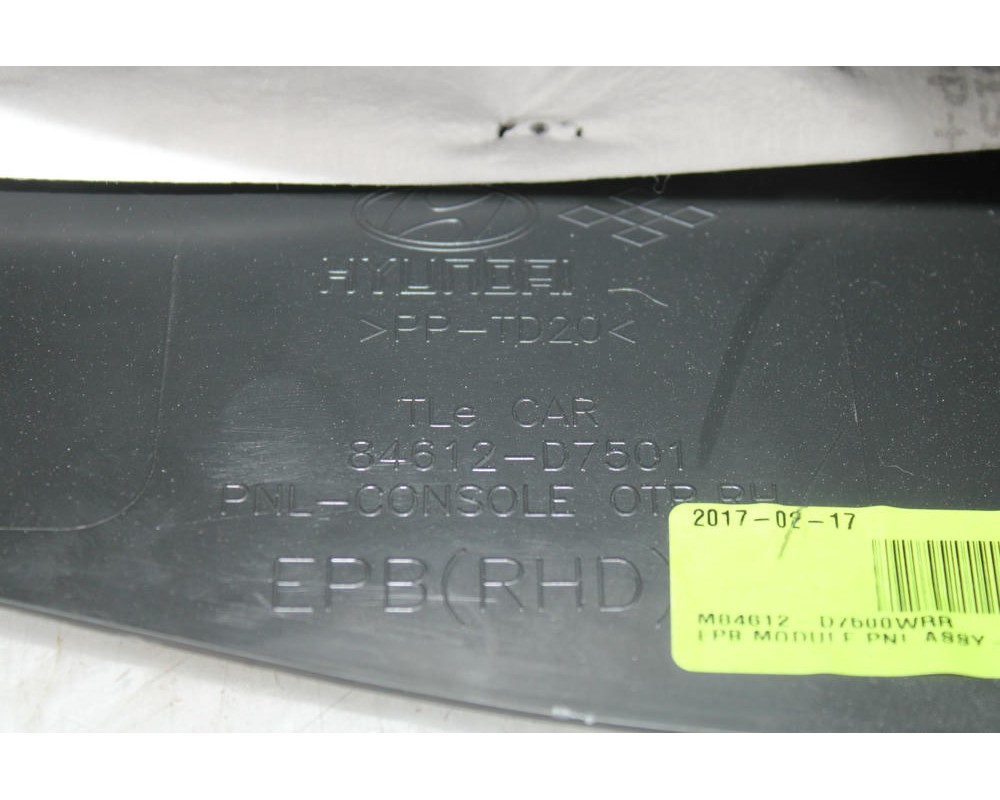 HYUNDAI
>PP-TD20<
TLe CAR
84612-D7501
PNL-CONSOLE OTR RH
EPB(RHD)
2017-02-17
M84612 D7500WRR
EPB MODULE PNL ASSY